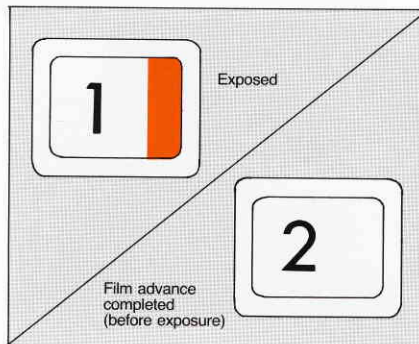 1
Exposed
2
Film advance
completed
(before exposure)